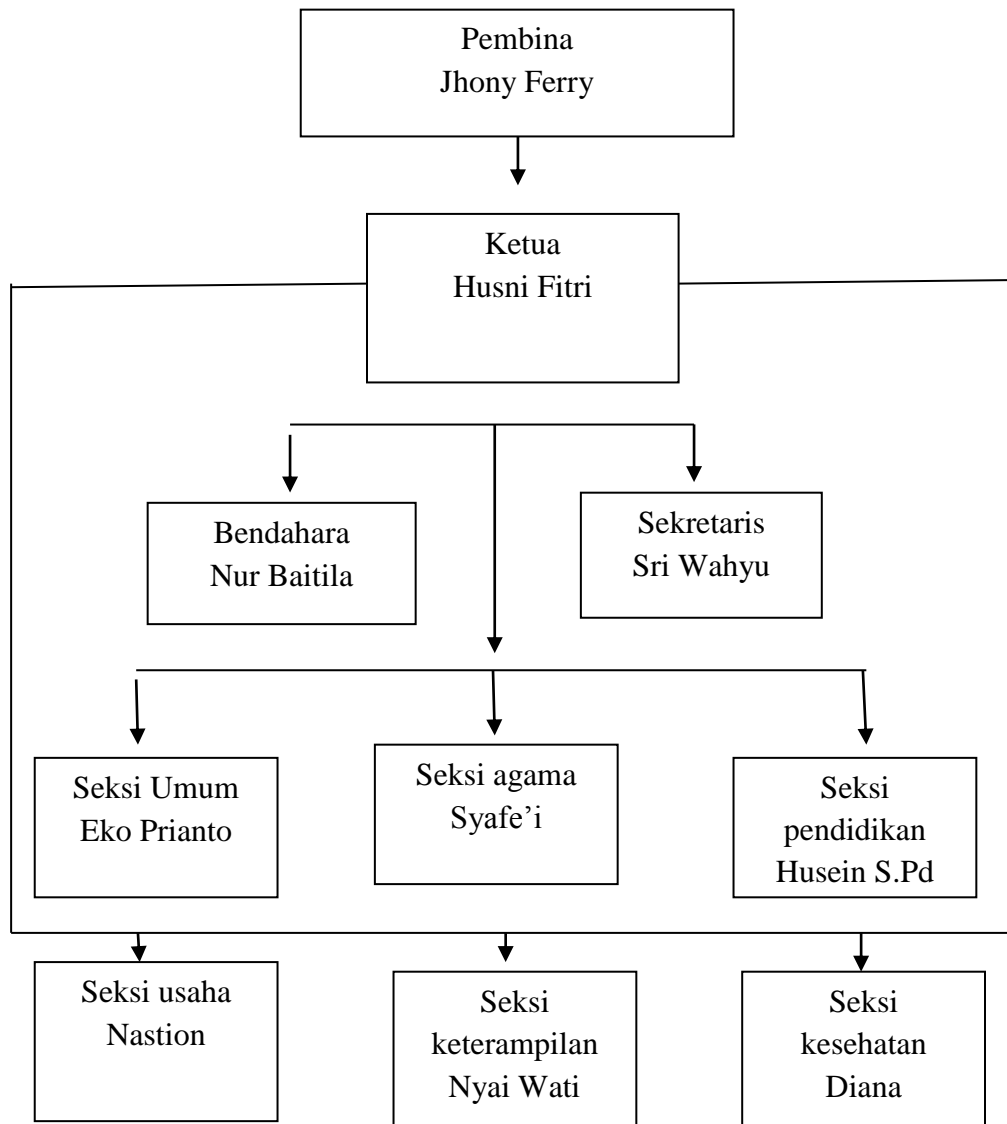 Pembina
Jhony Ferry
Ketua
Husni Fitri
Bendahara
Nur Baitila
Sekretaris
Sri Wahyu
Seksi Umum
Eko Prianto
Seksi agama
Syafe’i
Seksi
pendidikan
Husein S.Pd
Seksi usaha
Nastion
Seksi
keterampilan
Nyai Wati
Seksi
kesehatan
Diana